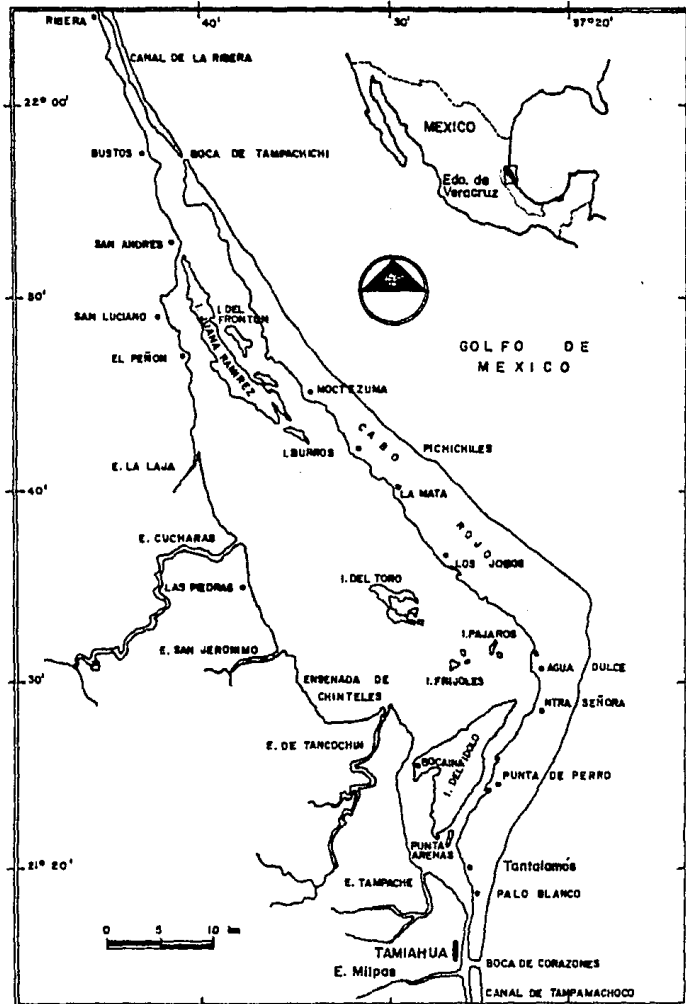 RIBERA
40'
30'
97° 20'
CANAL DE LA RIBERA
22° 00'
MEXICO
BUSTOS
BOCA DE TAMPACHICHI
Edo. de
Veracruz
SAN ANDRES
50'
I. DEL
FRONTON
SAN LUCIANO
I. JUANA RAMIREZ
GOLFO DE
MEXICO
EL PEÑON
MOCTEZUMA
CABO
ROJO
PICHICHILES
I. BURROS
E. LA LAJA
LA MATA
40'
E. CUCHARAS
LOS JOBOS
LAS PIEDRAS
I. DEL TORO
I. PAJAROS
E. SAN JERONIMO
AGUA DULCE
30'
ENSENADA DE
CHINTELES
I. FRIJOLES
NTRA SEÑORA
E. DE TANCOCHIN
BOCAINA
I. DEL IDOLO
PUNTA DE PERRO
PUNTA
ARENAS
21° 20'
Tantalamós
E. TAMPACHE
PALO BLANCO
0 5 10 km
TAMIAHUA
BOCA DE CORAZONES
E. Milpas
CANAL DE TAMPAMACHOCO